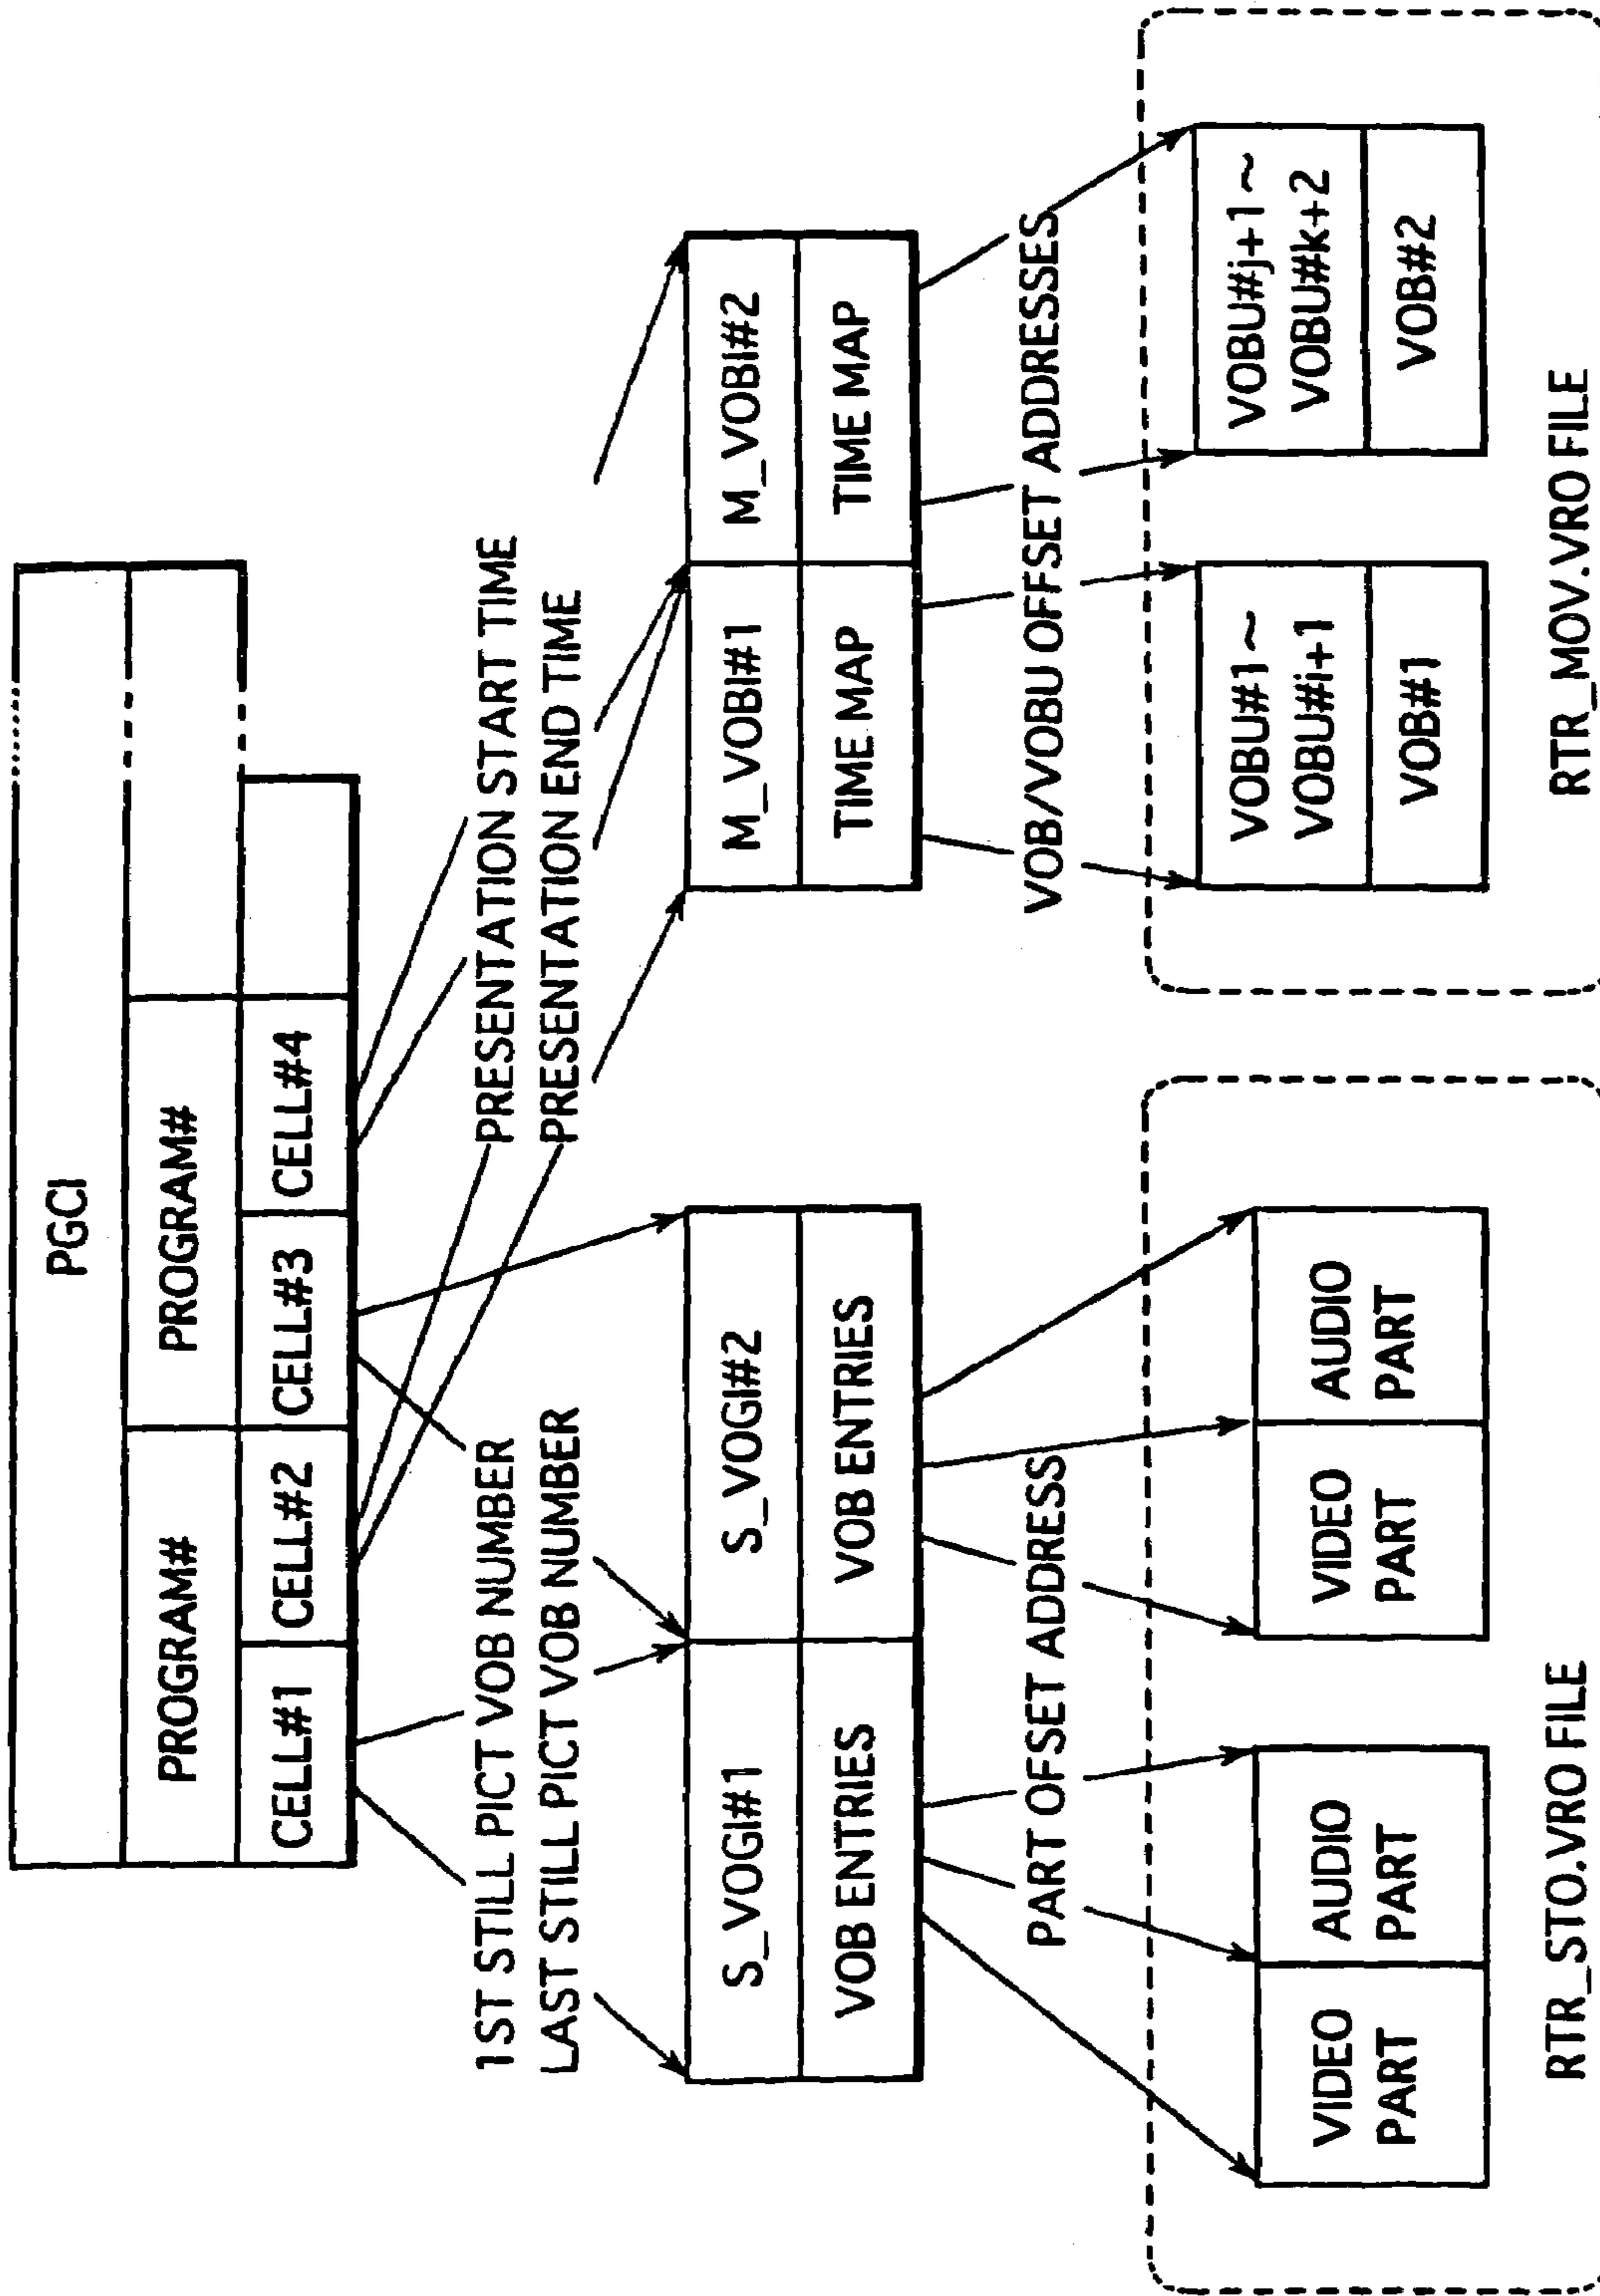 PGCI
PROGRAM#
PROGRAM#
CELL#1
CELL#2
CELL#3
CELL#4
1ST STILL PICT VOB NUMBER
LAST STILL PICT VOB NUMBER
PRESENTATION START TIME
PRESENTATION END TIME
S_VOGI#1
S_VOGI#2
M_VOBI#1
M_VOBI#2
VOB ENTRIES
VOB ENTRIES
TIME MAP
TIME MAP
PART OFFSET ADDRESS
VOB/VOBU OFFSET ADDRESSES
VIDEO
PART
AUDIO
PART
VIDEO
PART
AUDIO
PART
VOBU#1~
VOBU#i+1
VOB#1
VOBU#j+1~
VOBU#k+2
VOB#2
RTR_STO.VRO FILE
RTR_MOV.VRO FILE